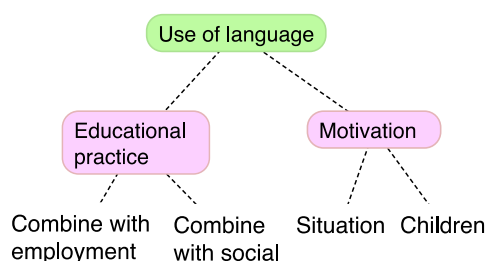 Use of language
Educational
practice
Motivation
Combine with
employment
Combine
with social
Situation
Children